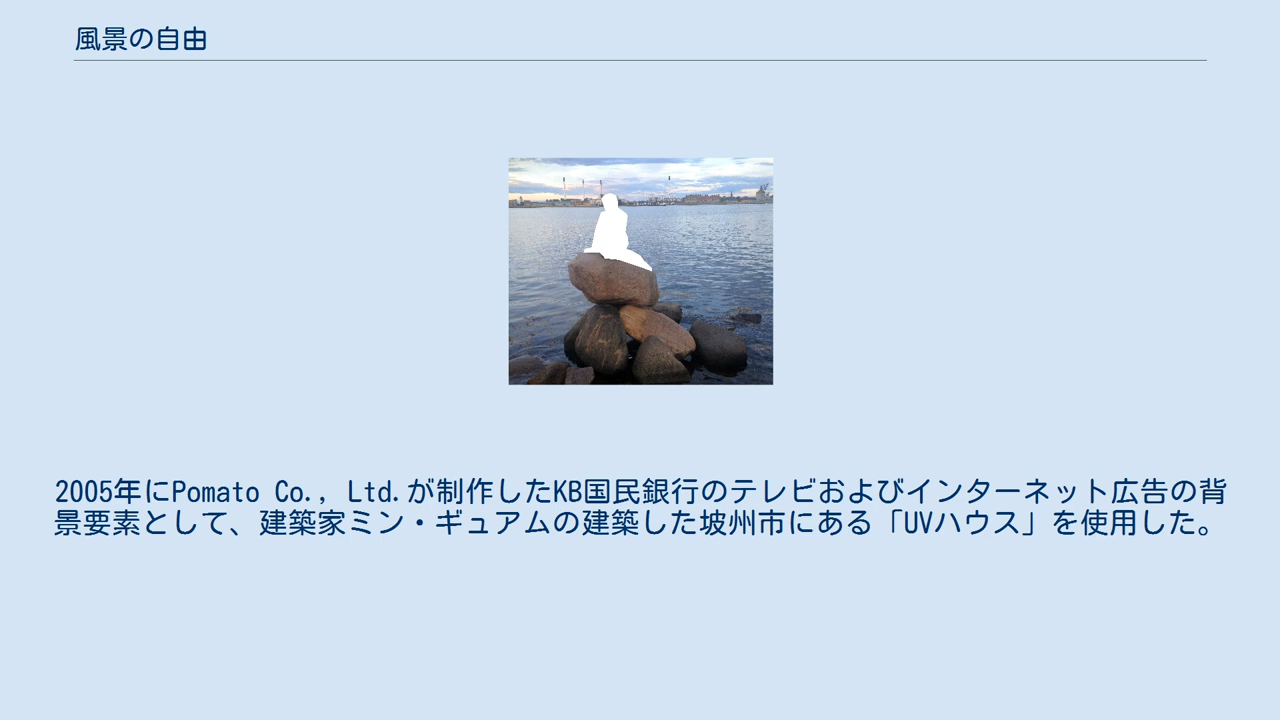 風景の自由
2005年にPomato Co., Ltd.が制作したKB国民銀行のテレビおよびインターネット広告の背
景要素として、建築家ミン・ギュアムの建築した坡州市にある「UVハウス」を使用した。